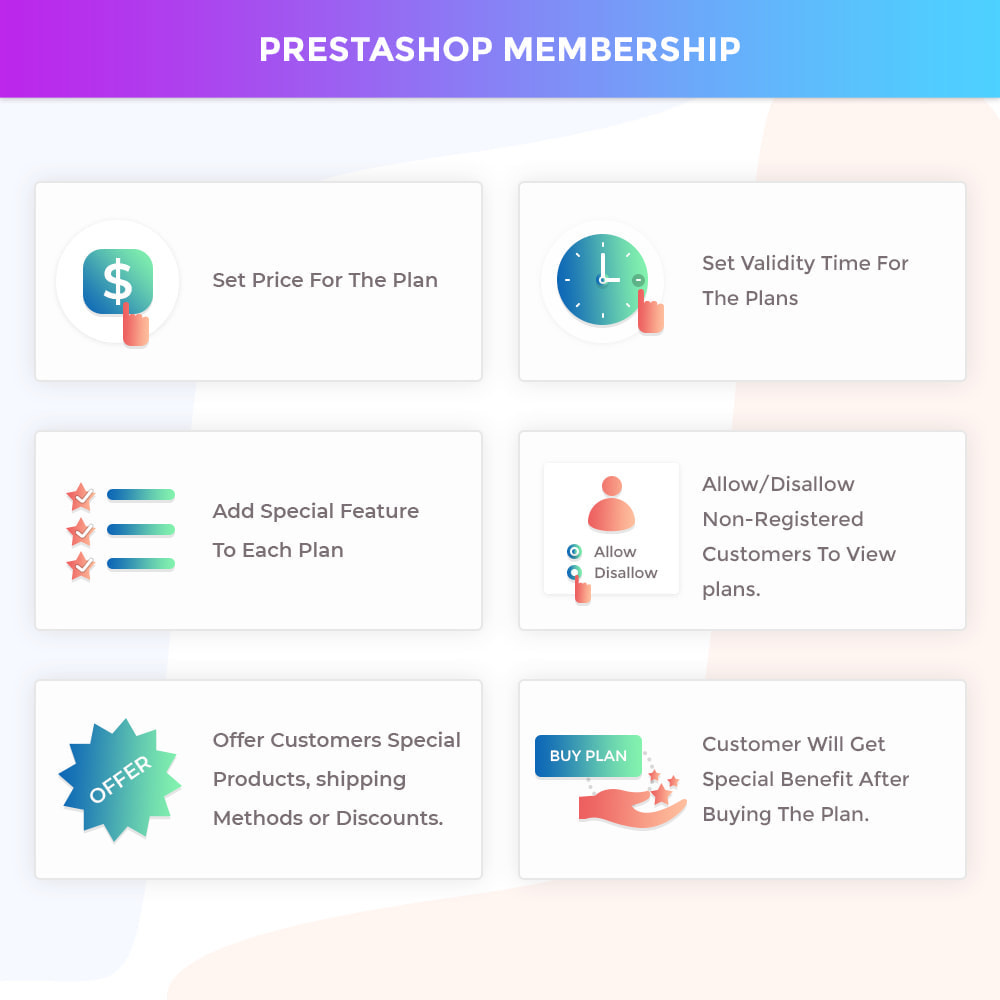 PRESTASHOP MEMBERSHIP
$
Set Price For The Plan
Set Validity Time For
The Plans
Add Special Feature
To Each Plan
Allow
Disallow
Allow/Disallow
Non-Registered
Customers To View
plans.
OFFER
Offer Customers Special
Products, shipping
Methods or Discounts.
BUY PLAN
Customer Will Get
Special Benefit After
Buying The Plan.